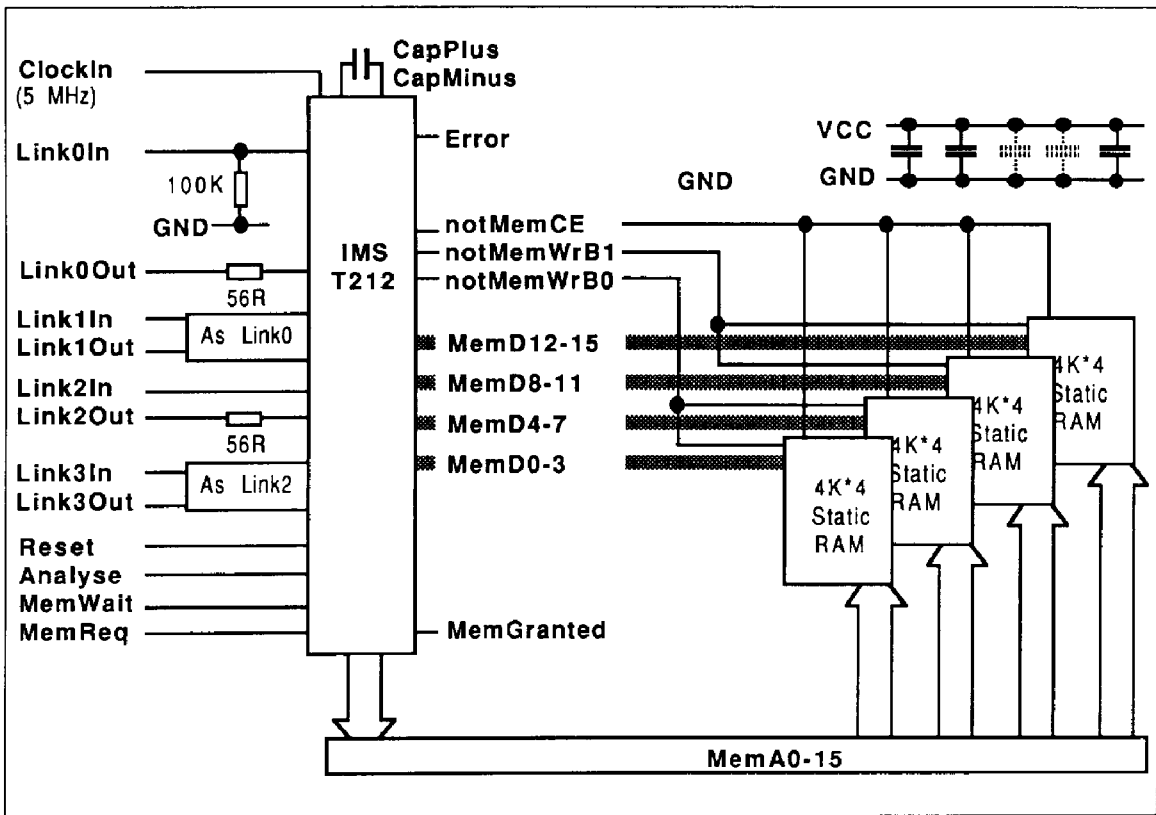 CapPlus
CapMinus
ClockIn
(5 MHz)
Error
VCC
Link0In
100K
GND
GND
GND
notMemCE
IMS
T212
notMemWrB1
notMemWrB0
Link0Out
56R
Link1In
Link1Out
As Link0
MemD12-15
Link2In
MemD8-11
Link2Out
56R
MemD4-7
Link3In
Link3Out
As Link2
MemD0-3
4K*4
Static
RAM
4K*4
Static
RAM
4K*4
Static
RAM
4K*4
Static
RAM
Reset
Analyse
MemWait
MemReq
MemGranted
MemA0-15